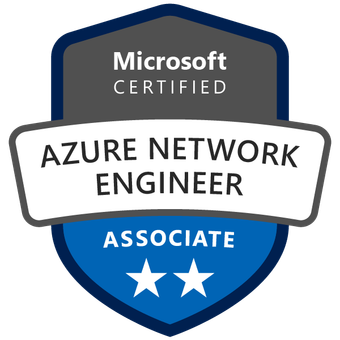 Microsoft
CERTIFIED
AZURE NETWORK
ENGINEER
ASSOCIATE